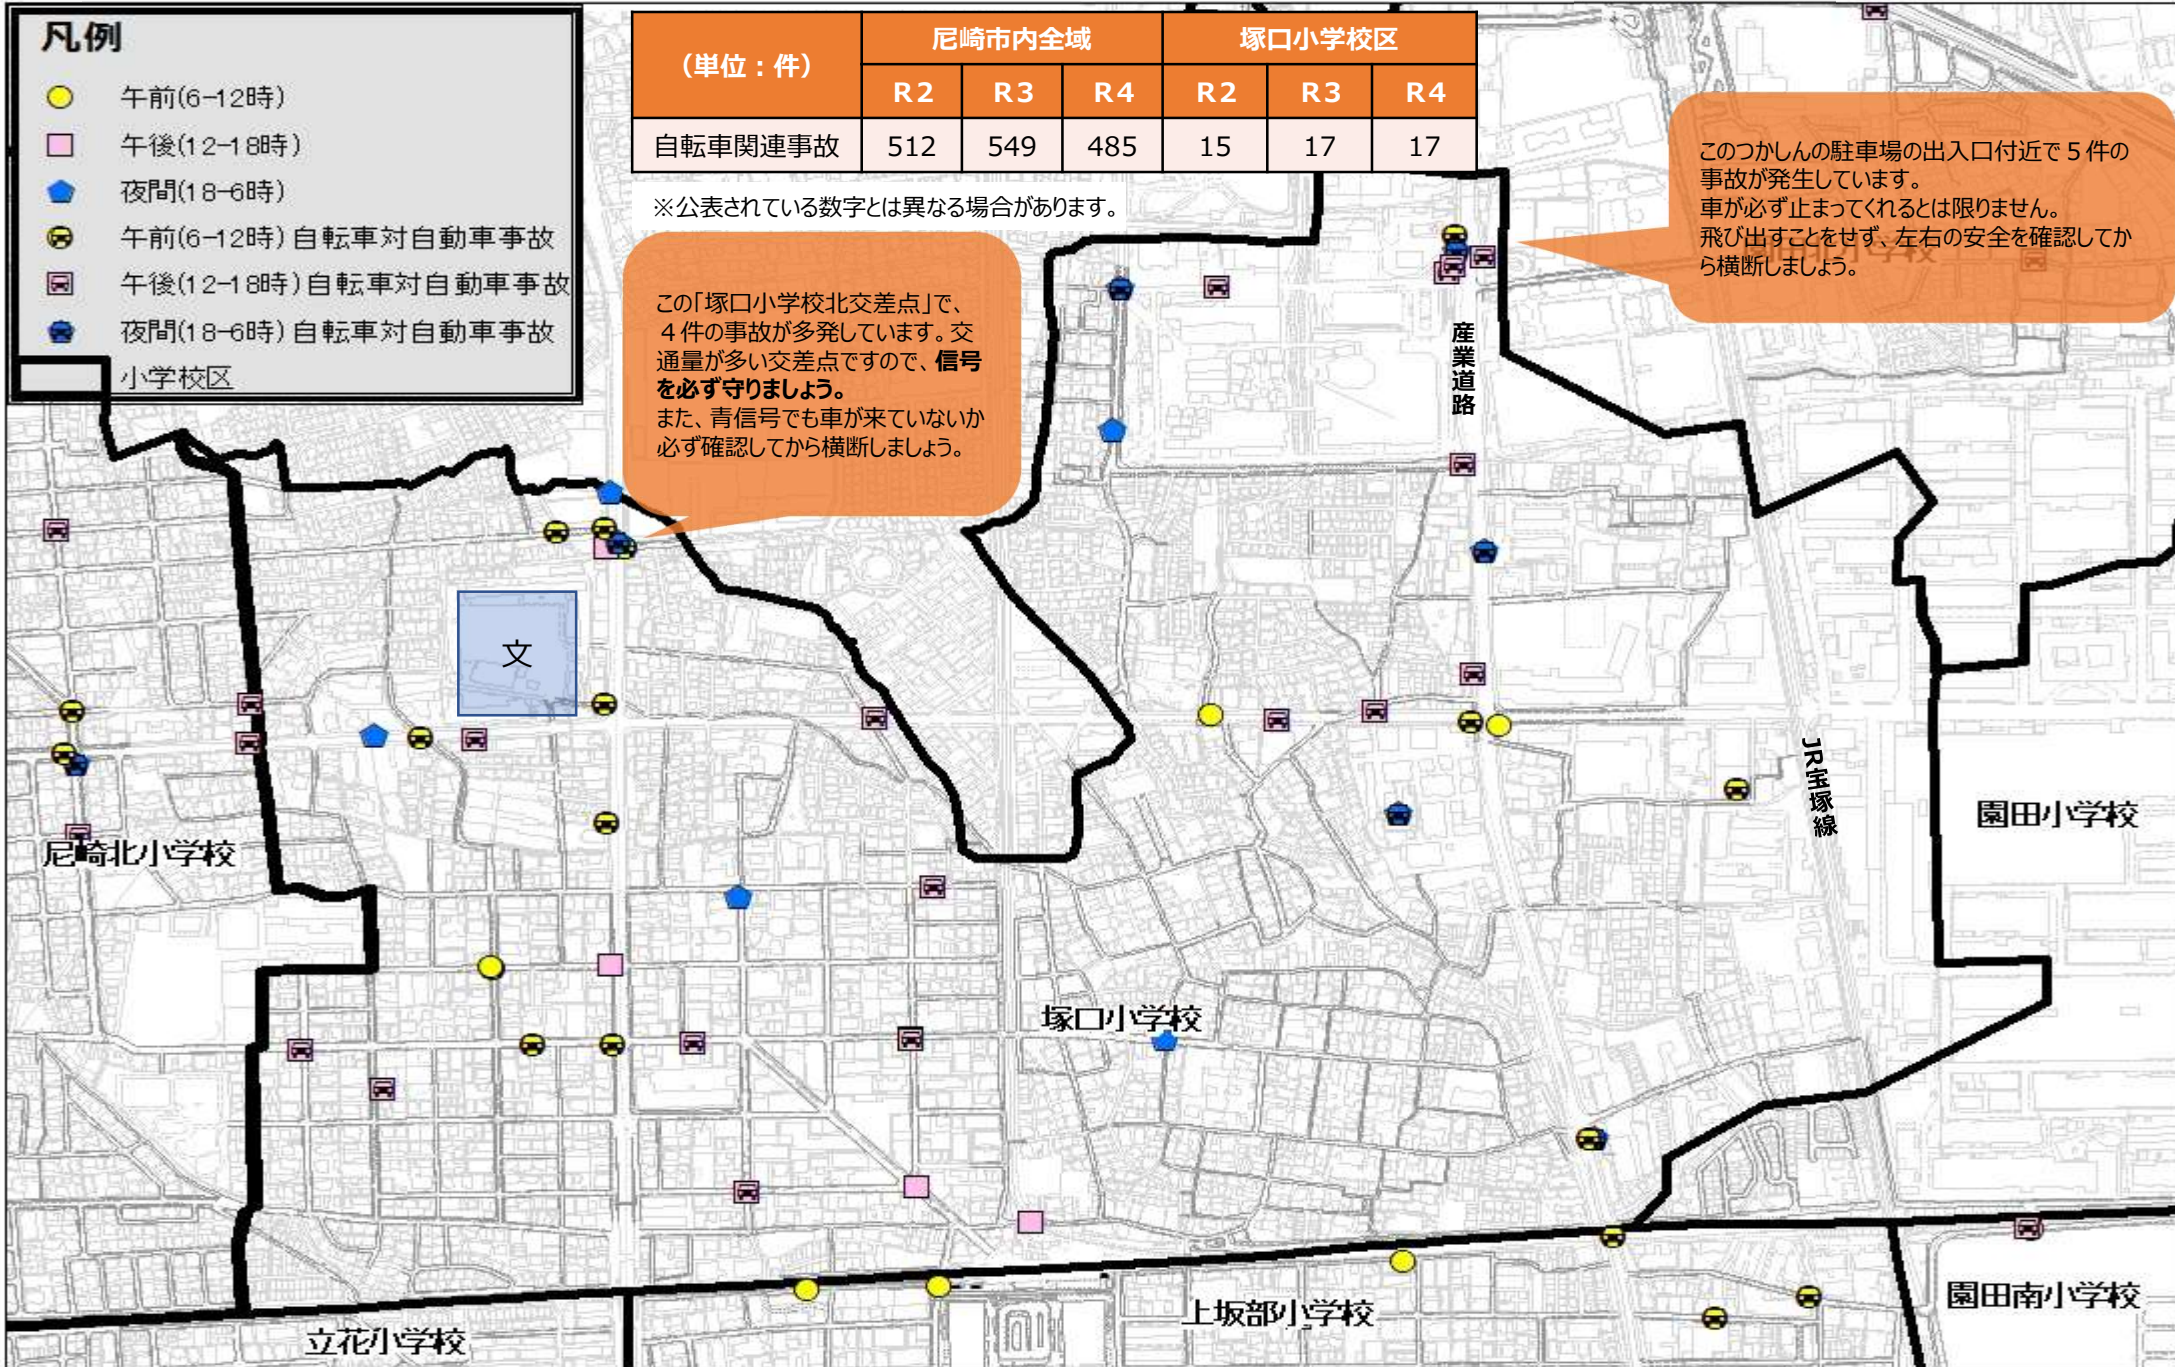 凡例
午前(6-12時)
午後(12-18時)
夜間(18-6時)
午前(6-12時)自転車対自動車事故
午後(12-18時)自転車対自動車事故
夜間(18-6時)自転車対自動車事故
小学校区
(単位:件) 尼崎市内全域 塚口小学校区
R2 R3 R4 R2 R3 R4
自転車関連事故 512 549 485 15 17 17
※公表されている数字とは異なる場合があります。
この「塚口小学校北交差点」で、
4件の事故が多発しています。交
通量が多い交差点ですので、信号
を必ず守りましょう。
また、青信号でも車が来ていないか
必ず確認してから横断しましょう。
このつかしんの駐車場の出入口付近で5件の
事故が発生しています。
車が必ず止まってくれるとは限りません。
飛び出すことをせず、左右の安全を確認してか
ら横断しましょう。
産業道路
文
JR宝塚線
園田小学校
尼崎北小学校
塚口小学校
園田南小学校
上坂部小学校
立花小学校